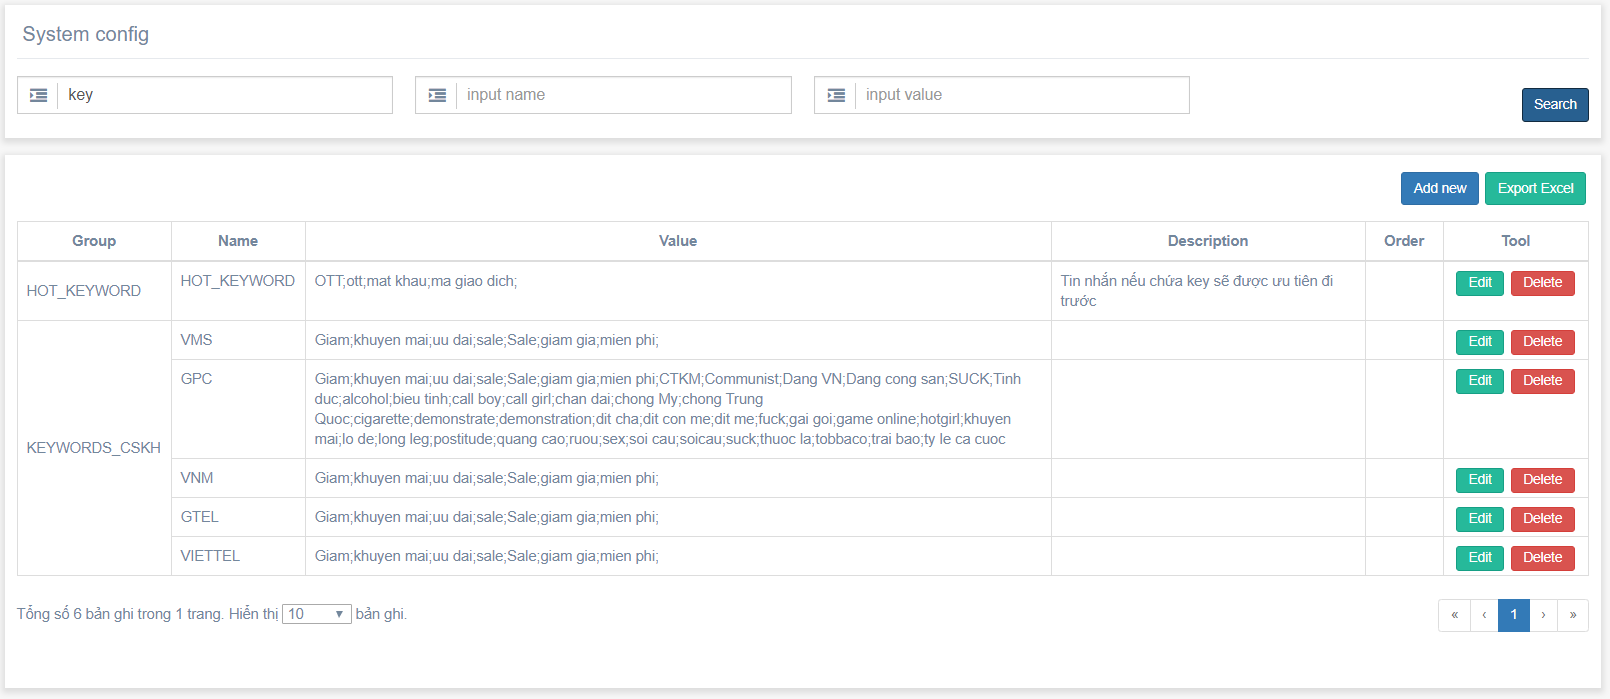 System config
key
input name
input value
Search
Add new
Export Excel
Group Name Value Description Order Tool
HOT_KEYWORD HOT_KEYWORD OTT;ott;mat khau;ma giao dich; Tin nhắn nếu chứa key sẽ được ưu tiên đi Edit Delete
trước
KEYWORDS_CSKH
VMS Giam;khuyen mai;uu dai;sale;Sale;giam gia;mien phi; Edit Delete
GPC Giam;khuyen mai;uu dai;sale;Sale;giam gia;mien phi;CTKM;Communist;Dang VN;Dang cong san;SUCK;Tinh Edit Delete
duc;alcohol;bieu tinh;call boy;call girl;chan dai;chong My;chong Trung
Quoc;cigarette;demonstrate;demonstration;dit cha;dit con me;dit me;fuck;gai goi;game online;hotgirl;khuyen
mai;lo de;long leg;postitude;quang cao;ruou;sex;soi cau;soicau;suck;thuoc la;tobbaco;trai bao;ty le ca cuoc
VNM Giam;khuyen mai;uu dai;sale;Sale;giam gia;mien phi; Edit Delete
GTEL Giam;khuyen mai;uu dai;sale;Sale;giam gia;mien phi; Edit Delete
VIETTEL Giam;khuyen mai;uu dai;sale;Sale;giam gia;mien phi; Edit Delete
Tổng số 6 bản ghi trong 1 trang. Hiển thị 10 bản ghi.
« ‹ 1 › »